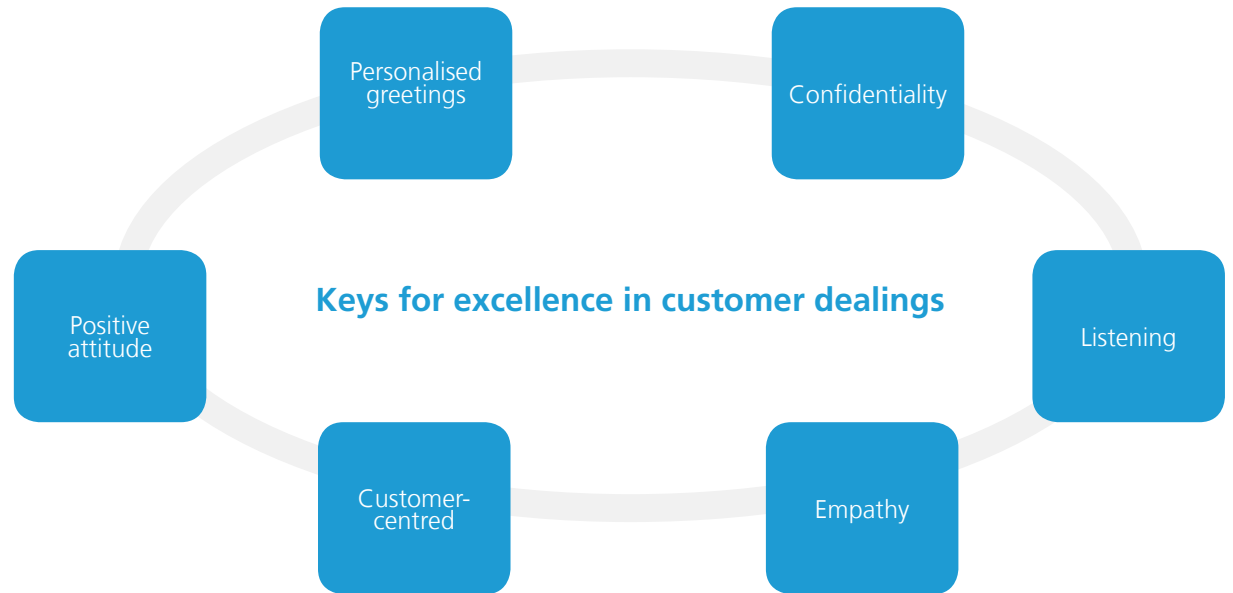 Personalised
greetings
Confidentiality
Keys for excellence in customer dealings
Positive
attitude
Listening
Customer-
centred
Empathy